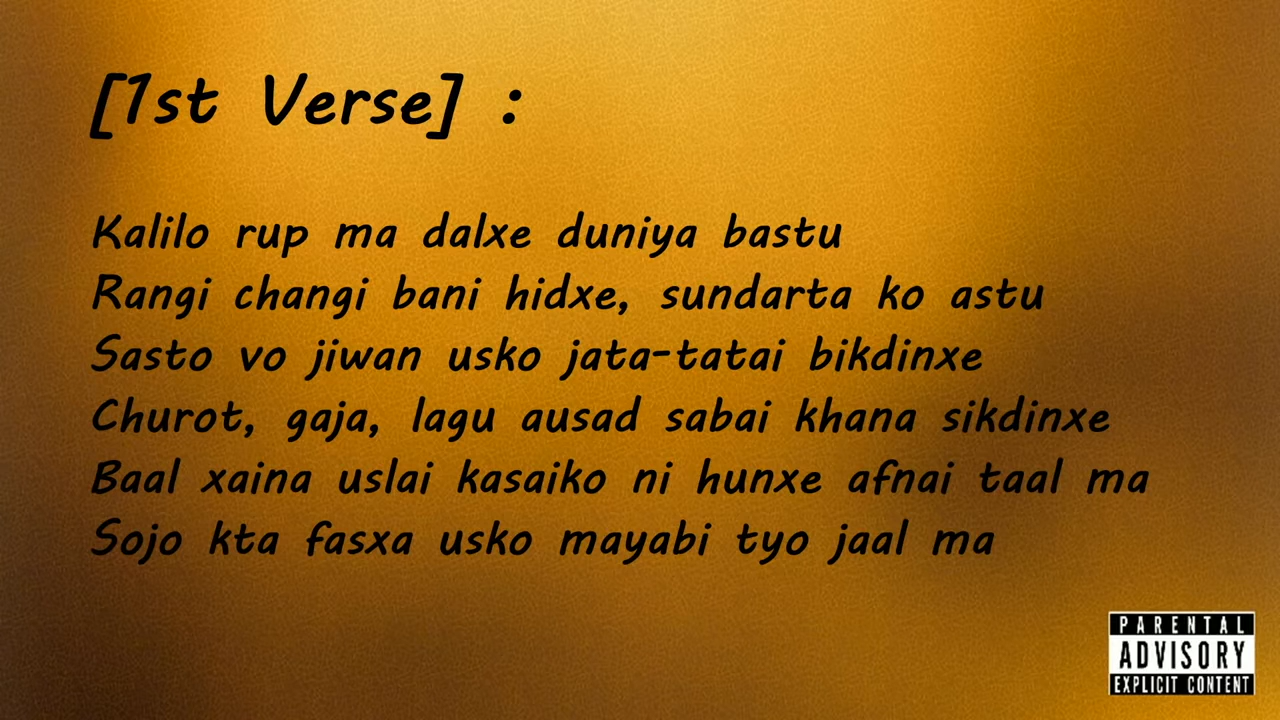 [1st Verse] :
Kalilo rup ma dalxe duniya bastu
Rangi changi bani hidxe, sundarta ko astu
Sasto vo jiwan usko jata-tatai bikdinxe
Churot, gaja, lagu ausad sabai khana sikdinxe
Baal xaina uslai kasaiko ni hunxe afnai taal ma
Sojo kta fasxa usko mayabi tyo jaal ma
PARENTAL
ADVISORY
EXPLICIT CONTENT